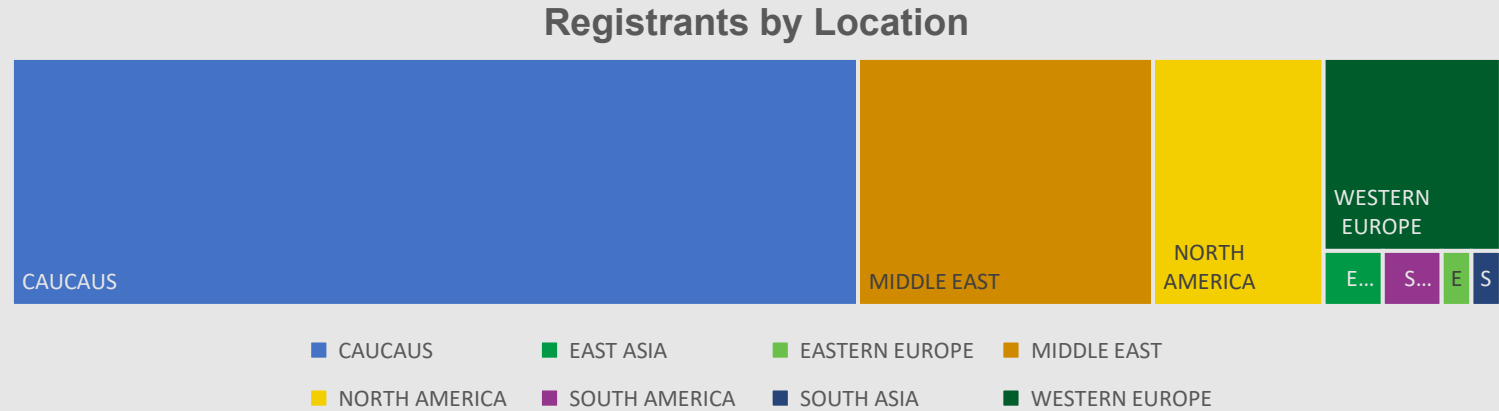 Registrants by Location
CAUCAUS
MIDDLE EAST
NORTH
AMERICA
WESTERN
EUROPE
E...
S...
E
S
CAUCAUS
EAST ASIA
EASTERN EUROPE
MIDDLE EAST
NORTH AMERICA
SOUTH AMERICA
SOUTH ASIA
WESTERN EUROPE